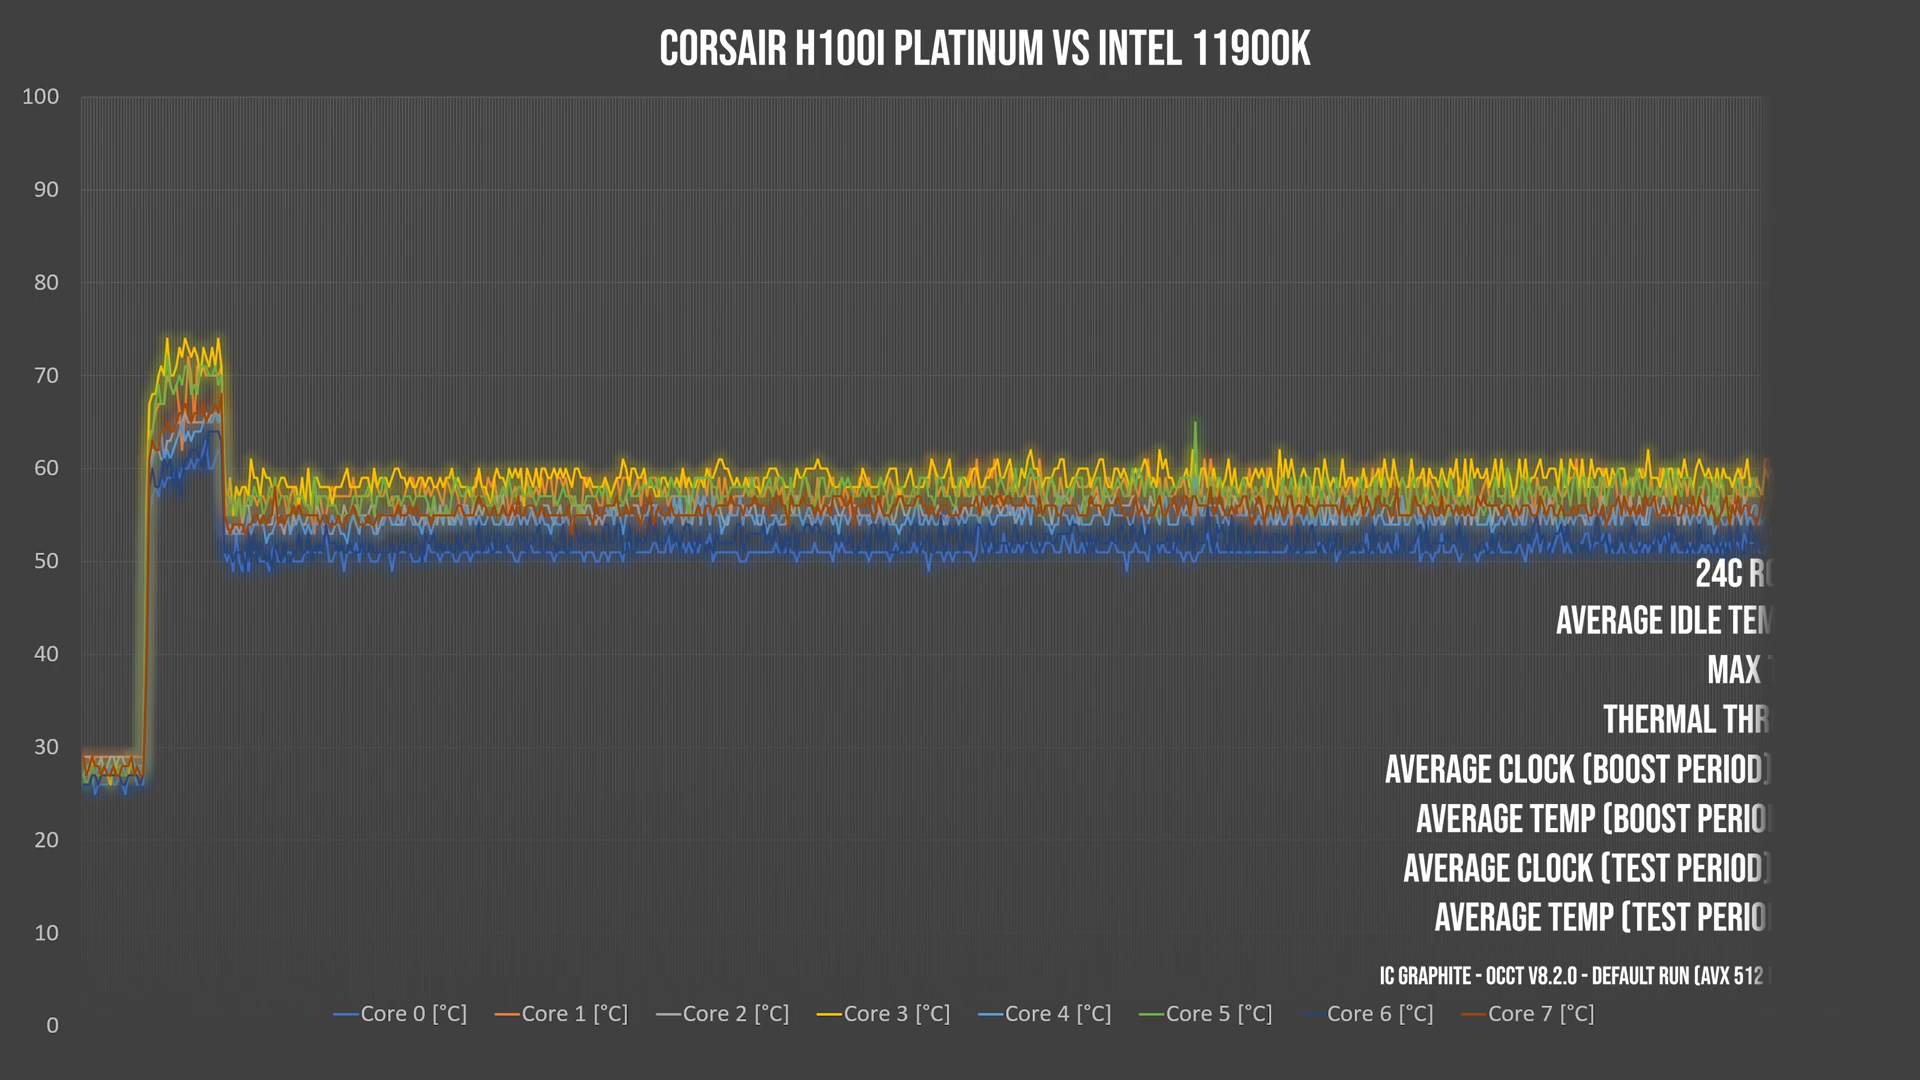 CORSAIR H100I PLATINUM VS INTEL 11900K
100
90
80
70
60
50
40
30
20
10
0
24C
AVERAGE IDLE
MAX
THERMAL
AVERAGE CLOCK (BOOST PERIOD)
AVERAGE TEMP (BOOST
AVERAGE CLOCK (TEST PERIOD)
AVERAGE TEMP (TEST
IC GRAPHITE - OCCT V8.2.0 - DEFAULT RUN (AVX 512
Core 0 [°C] Core 1 [°C] Core 2 [°C] Core 3 [°C] Core 4 [°C] Core 5 [°C] Core 6 [°C] Core 7 [°C]